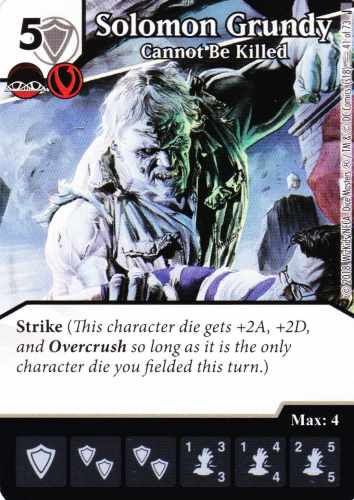 5
Solomon Grundy
Cannot Be Killed
Strike (This character die gets +2A, +2D,
and Overcrush so long as it is the only
character die you fielded this turn.)
Max: 4
1 3 3
1 4 4
2 5 5